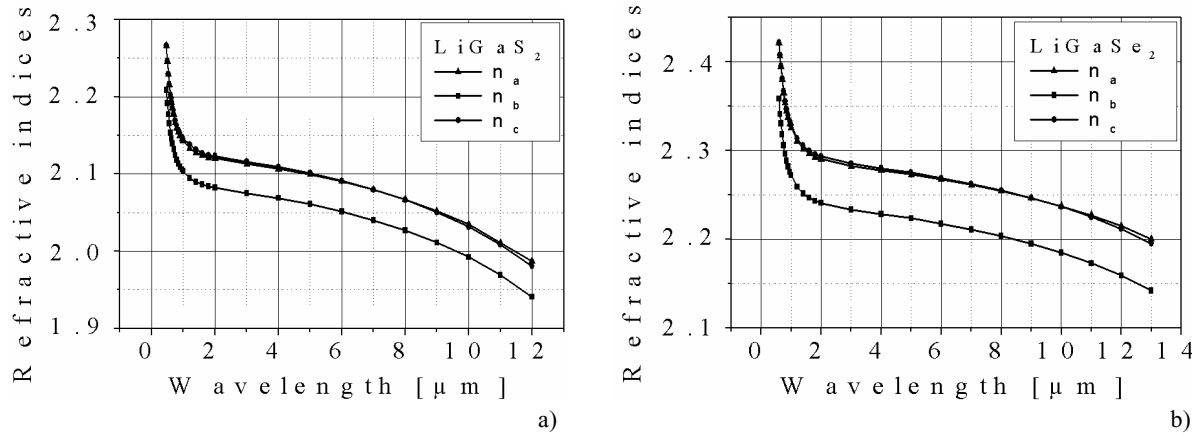 Refractive indices
2.3
2.2
2.1
2.0
1.9
LiGaS2
na
nb
nc
0 2 4 6 8 10 12
Wavelength [µm]
a)
Refractive indices
2.4
2.3
2.2
2.1
LiGaSe2
na
nb
nc
0 2 4 6 8 10 12 14
Wavelength [µm]
b)